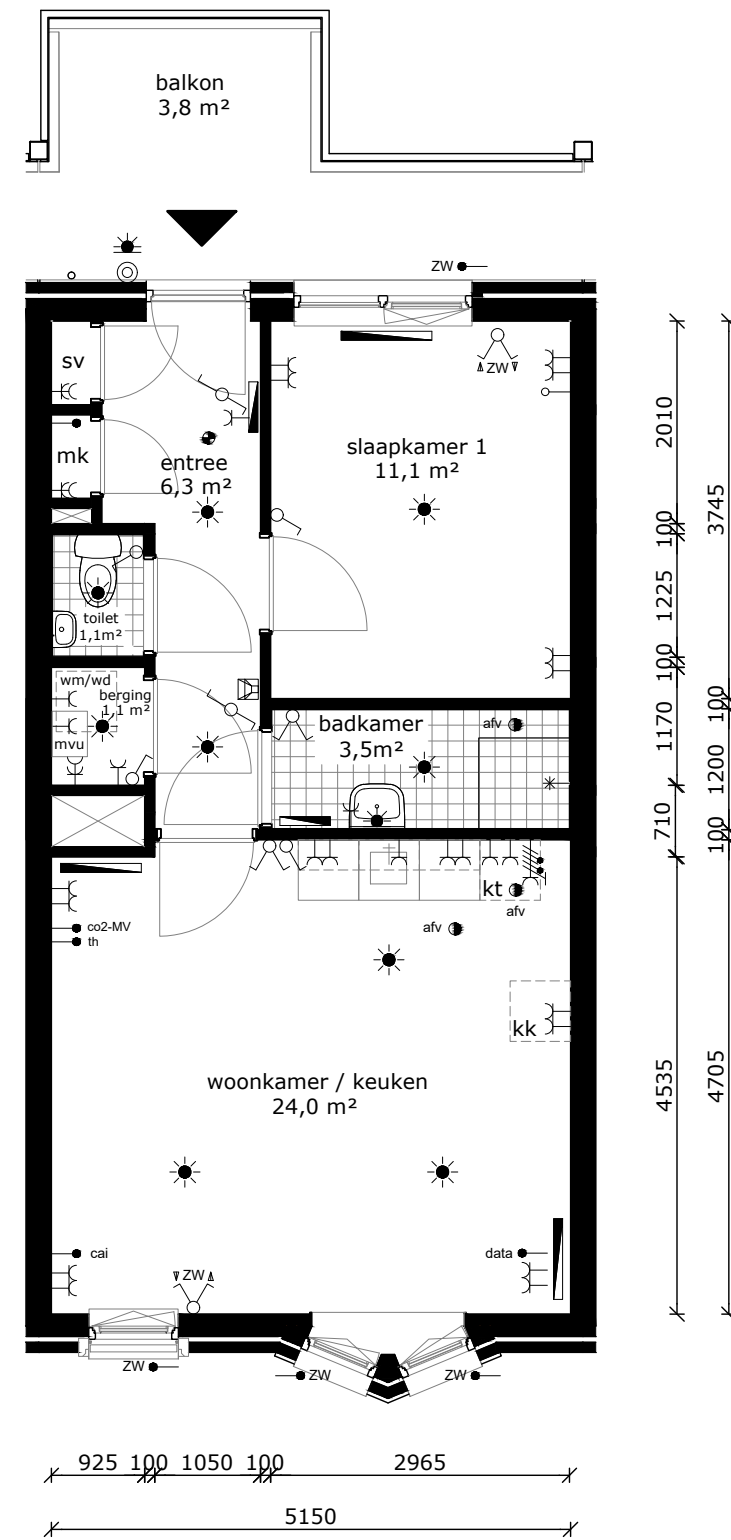 balkon
3,8 m²
ZW
sv
ZW
mk
entree
6,3 m²
slaapkamer 1
11,1 m²
toilet
1,1m²
wm/wd
berging
1,1 m²
mvu
badkamer
3,5m²
afv
kt
afv
afv
co2-MV
th
kk
woonkamer / keuken
24,0 m²
cai
data
ZW
ZW
ZW
ZW
2010
100
1225
100
1170
710
4535
3745
100
1200
100
4705
925
100
1050
100
2965
5150